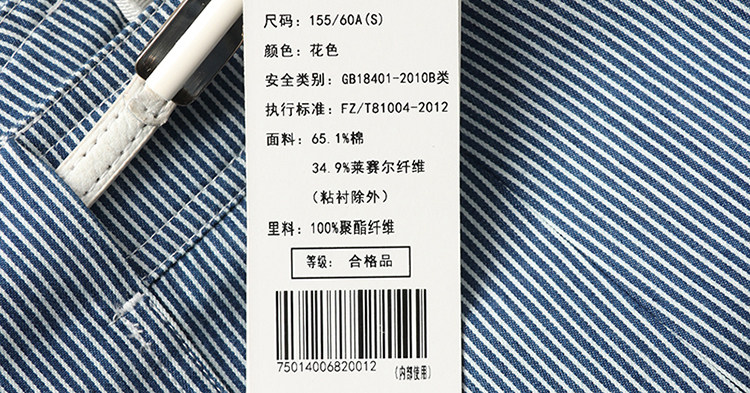 尺码：155/60A(S)
颜色：花色
安全类别：GB18401-2010B类
执行标准：FZ/T81004-2012
面料：65.1%棉
34.9%莱赛尔纤维
（粘衬除外）
里料：100%聚酯纤维
等级：合格品
75014006820012
（内部使用）